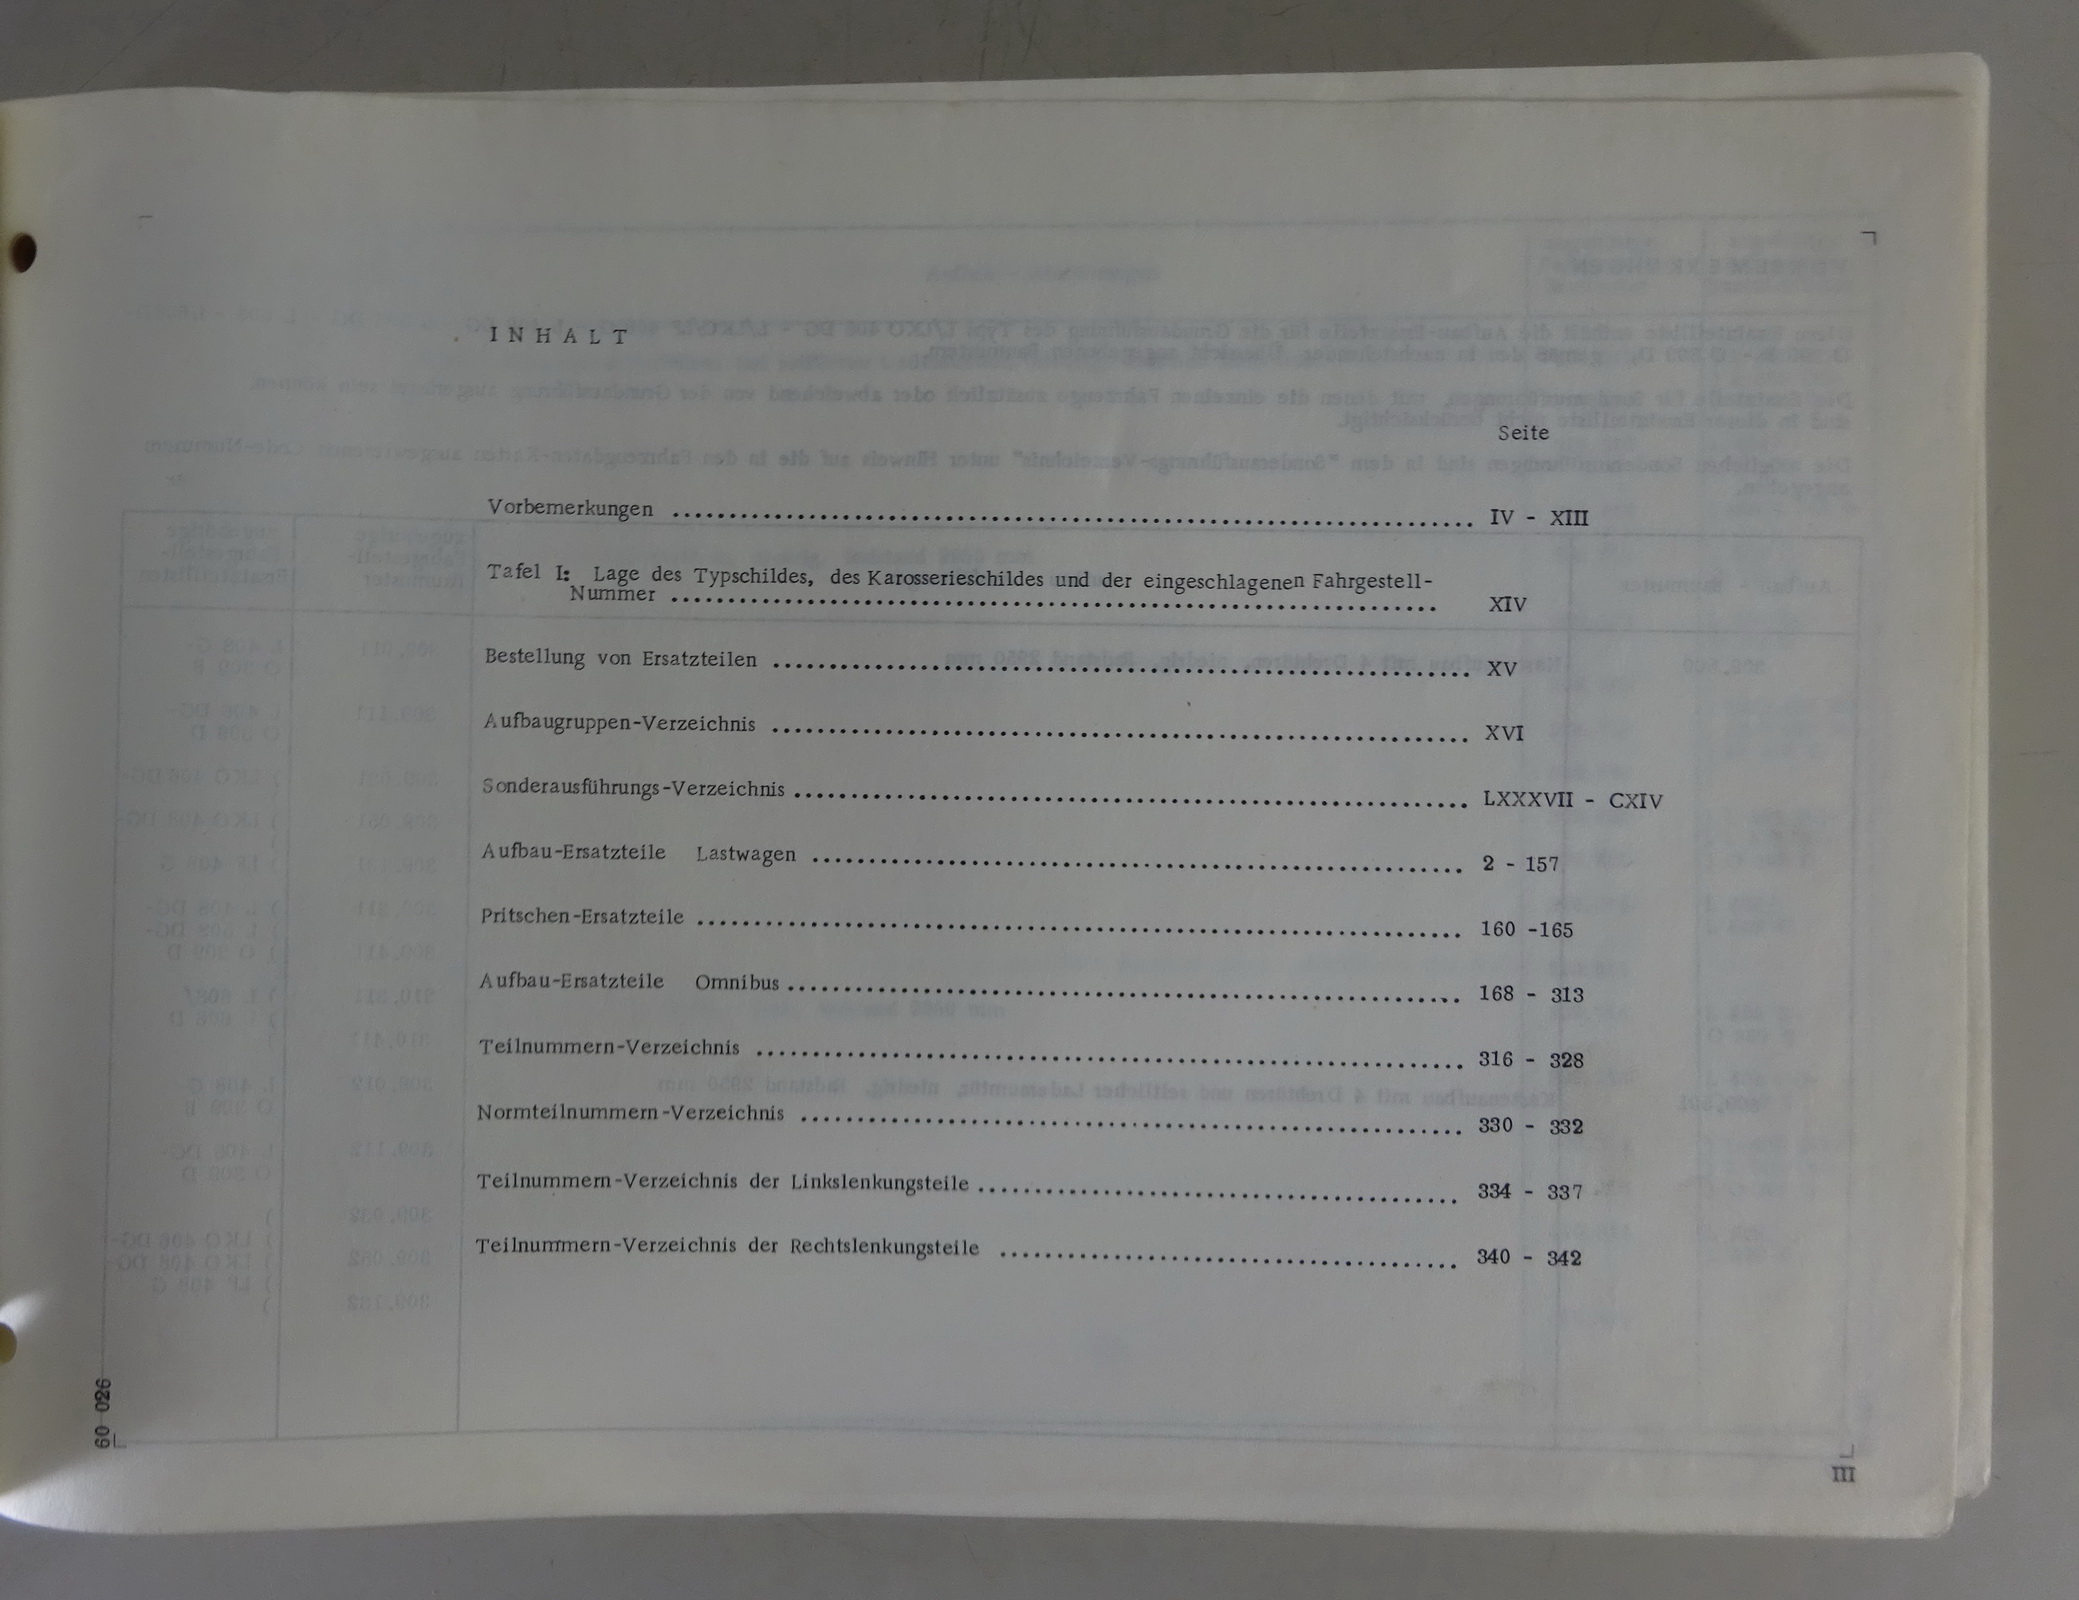 INHALT
Seite
Vorbemerkungen ........ IV - XIII
Tafel I: Lage des Typschildes, des Karosserieschildes und der eingeschlagenen Fahrgestell-
Nummer ........ XIV
Bestellung von Ersatzteilen ........ XV
Aufbaugruppen-Verzeichnis ........ XVI
Sonderausführungs-Verzeichnis ........ LXXXVII - CXIV
Aufbau-Ersatzteile Lastwagen ........ 2 - 157
Pritschen-Ersatzteile ........ 160 -165
Aufbau-Ersatzteile Omnibus ........ 168 - 313
Teilnummern-Verzeichnis ........ 316 - 328
Normteilnummern-Verzeichnis ........ 330 - 332
Teilnummern-Verzeichnis der Linkslenkungsteile ........ 334 - 337
Teilnummern-Verzeichnis der Rechtslenkungsteile ........ 340 - 342
60 026
III